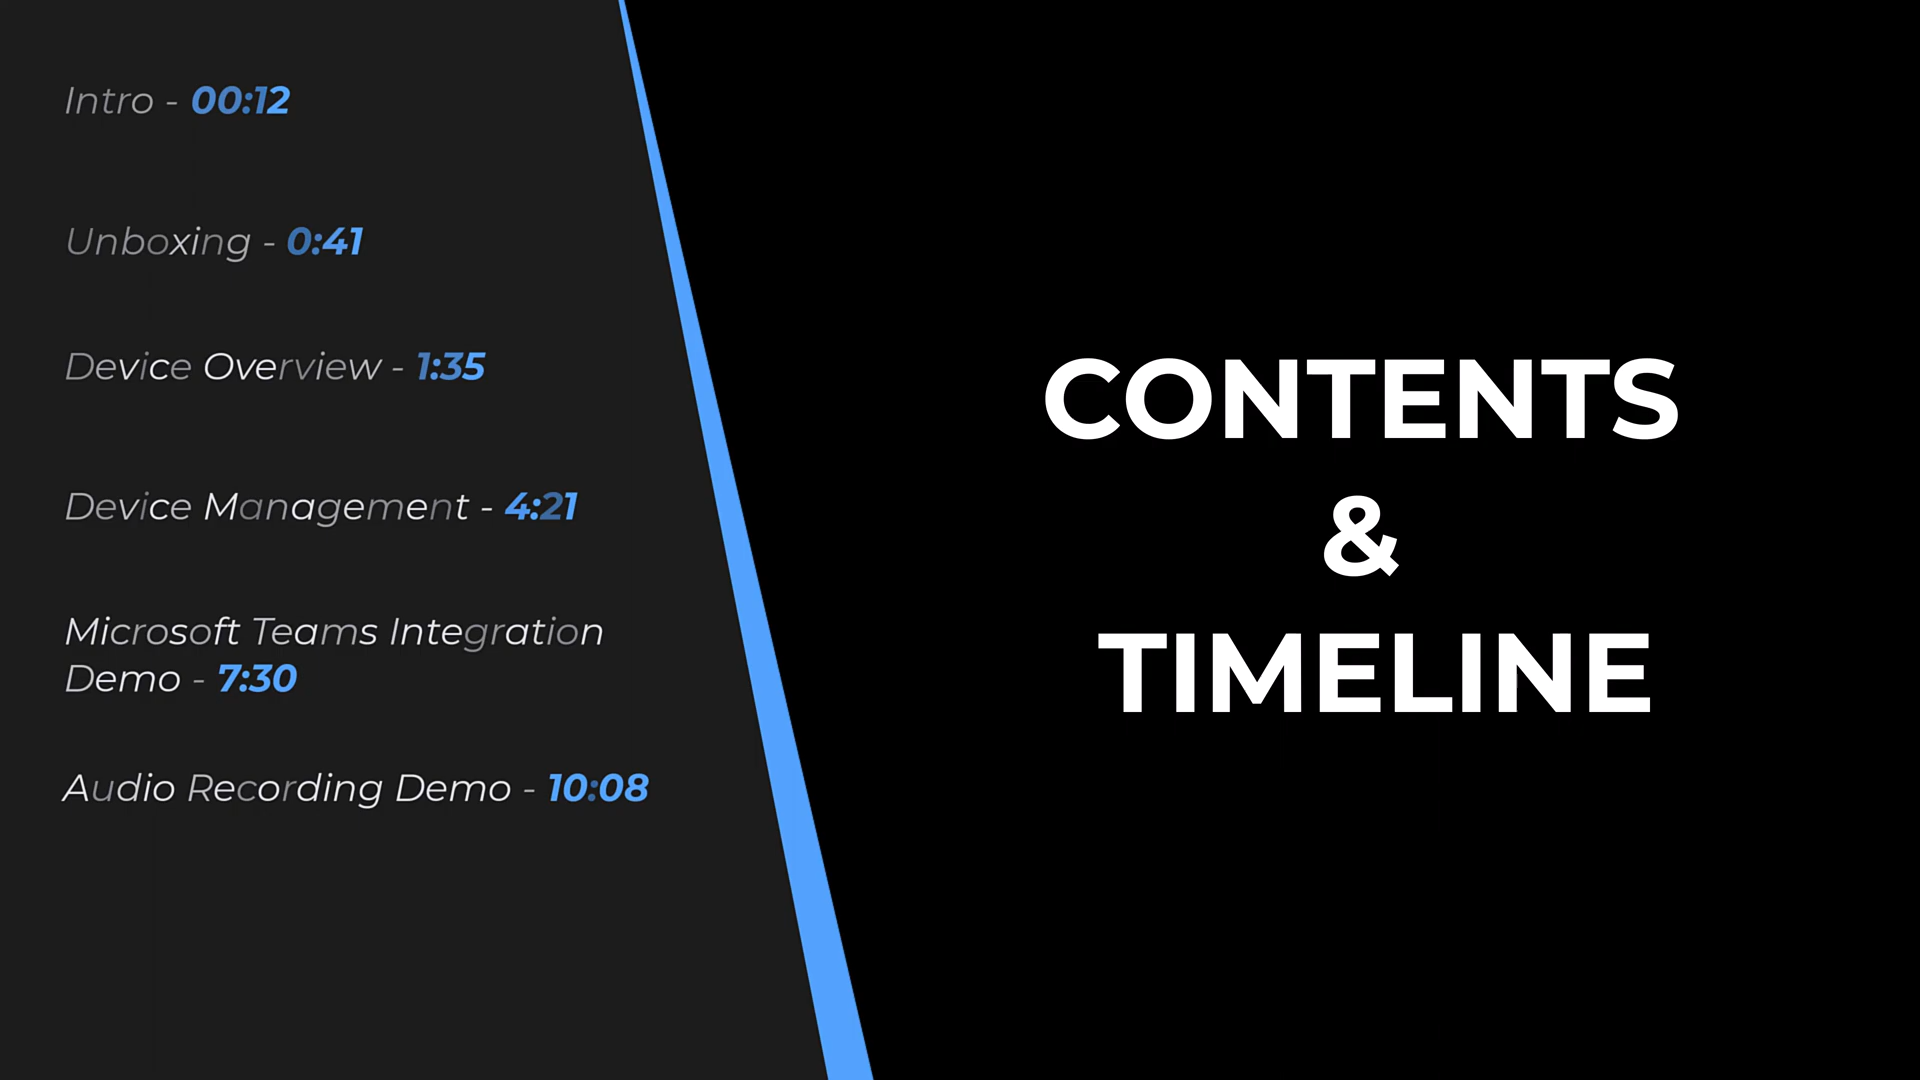 Intro - 00:12
Unboxing - 0:41
Device Overview - 1:35
Device Management - 4:21
Microsoft Teams Integration
Demo - 7:30
Audio Recording Demo - 10:08
CONTENTS
&
TIMELINE